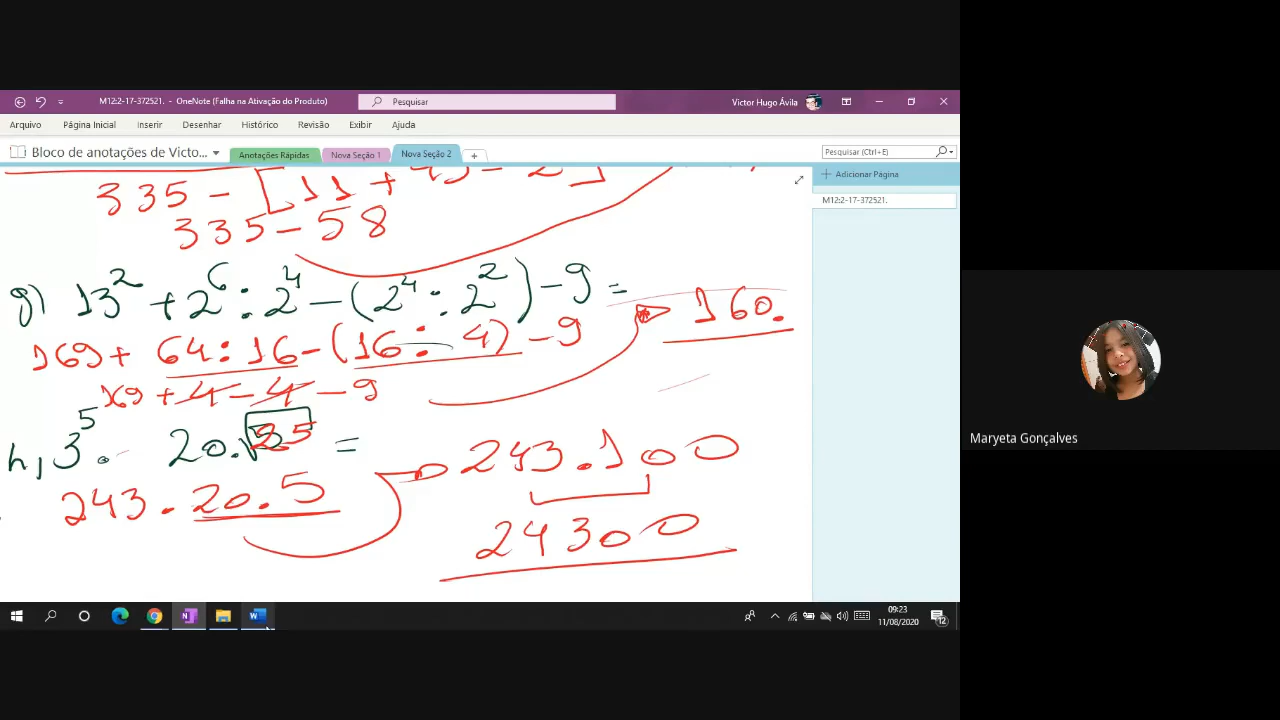 M12:2-17-372521. - OneNote (Falha na Ativação do Produto)
Pesquisar
Victor Hugo Ávila
Arquivo Página Inicial Inserir Desenhar Histórico Revisão Exibir Ajuda
Bloco de anotações de Victo...
Anotações Rápidas Nova Seção 1 Nova Seção 2 +
Pesquisar (Ctrl+E)
Adicionar Página
M12:2-17-372521.
335 - [11 + 49 - 2]
335 - 58
g) 13² + 2⁶ : 2⁴ - (2⁴ : 2²) - 9 =
169 + 64 : 16 - (16 : 4) - 9
160.
169 + 4 - 4 - 9
h) 3⁵ . 20 . √25 =
243 . 20 . 5
243 . 100
24300
Maryeta Gonçalves
09:23
11/08/2020
12